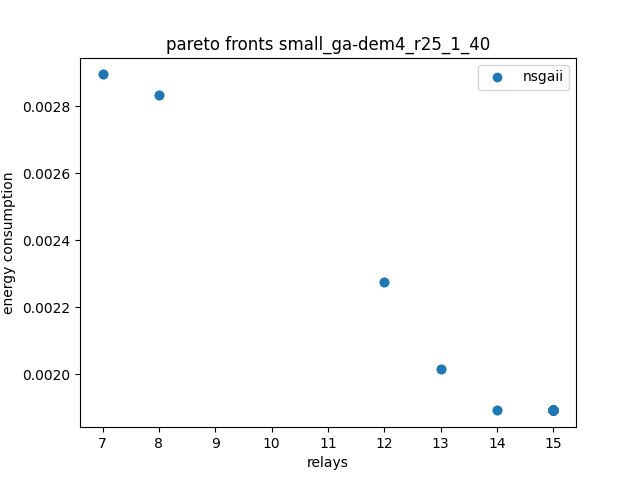 pareto fronts small_ga-dem4_r25_1_40
nsgaii
energy consumption
0.0028
0.0026
0.0024
0.0022
0.0020
7 8 9 10 11 12 13 14 15
relays